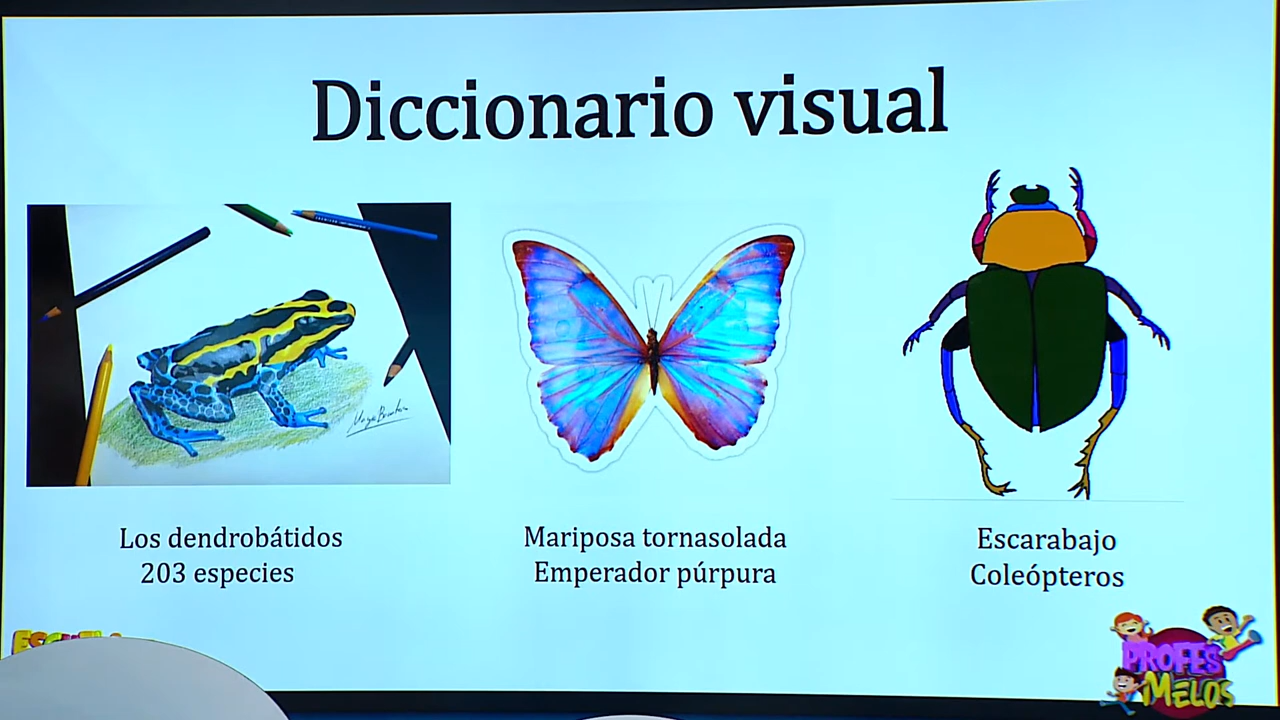 Diccionario visual
Los dendrobátidos
203 especies
Mariposa tornasolada
Emperador púrpura
Escarabajo
Coleópteros
PROFES
MELOS